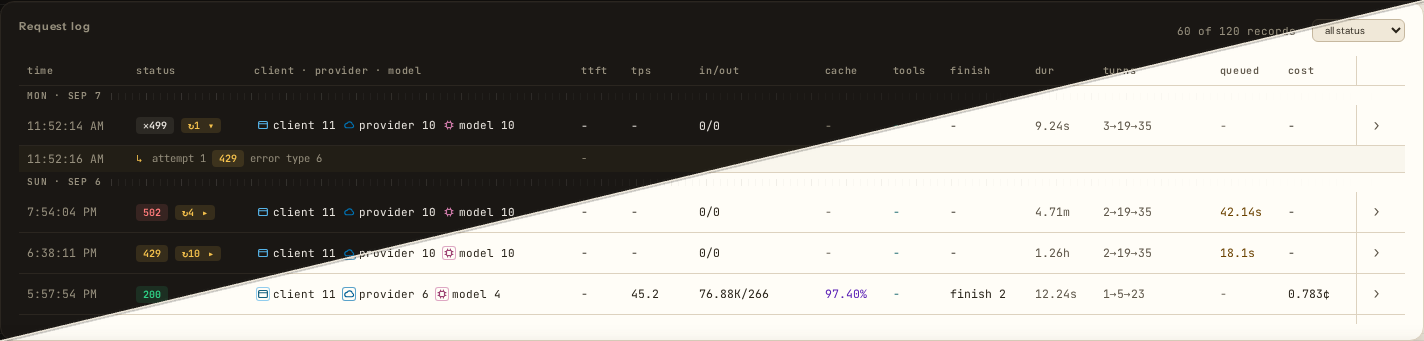 Request log
60 of 120 records all status
time status client · provider · model ttft tps in/out cache tools finish dur turns queued cost
MON · SEP 7
11:52:14 AM ×499 ↻1 ▾ client 11 provider 10 model 10 - - 0/0 - - 9.24s 3→19→35 - - ›
11:52:16 AM ↳ attempt 1 429 error type 6 -
SUN · SEP 6
7:54:04 PM 502 ↻4 ▸ client 11 provider 10 model 10 - - 0/0 - - - 4.71m 2→19→35 42.14s - ›
6:38:11 PM 429 ↻10 ▸ client 11 provider 10 model 10 - - 0/0 - - - 1.26h 2→19→35 18.1s - ›
5:57:54 PM 200 client 11 provider 6 model 4 - 45.2 76.88K/266 97.40% - finish 2 12.24s 1→5→23 - 0.783¢ ›